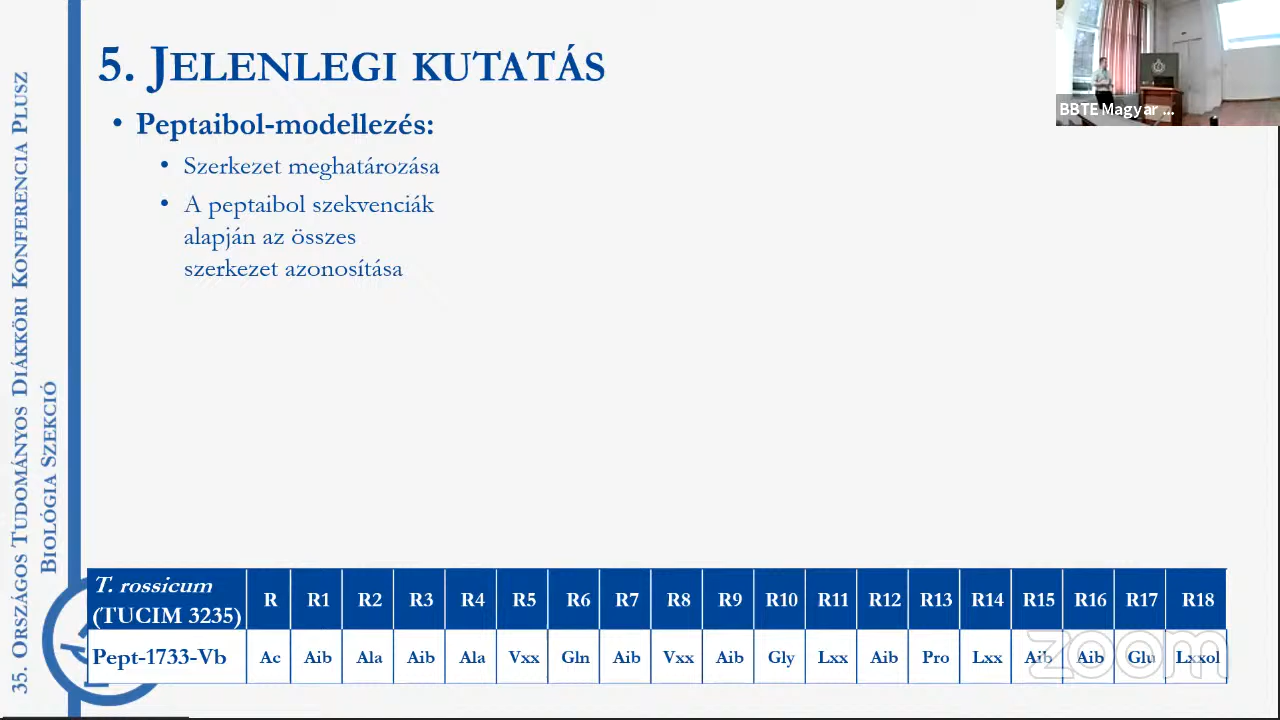 5. JELENLEGI KUTATÁS
• Peptaibol-modellezés:
• Szerkezet meghatározása
• A peptaibol szekvenciák
alapján az összes
szerkezet azonosítása
BBTE Magyar ...
35. ORSZÁGOS TUDOMÁNYOS DIÁKKÖRI KONFERENCIA PLUSZ
BIOLÓGIA SZEKCIÓ
T. rossicum (TUCIM 3235) R R1 R2 R3 R4 R5 R6 R7 R8 R9 R10 R11 R12 R13 R14 R15 R16 R17 R18
Pept-1733-Vb Ac Aib Ala Aib Ala Vxx Gln Aib Vxx Aib Gly Lxx Aib Pro Lxx Aib Aib Glu Lxxol
zoom